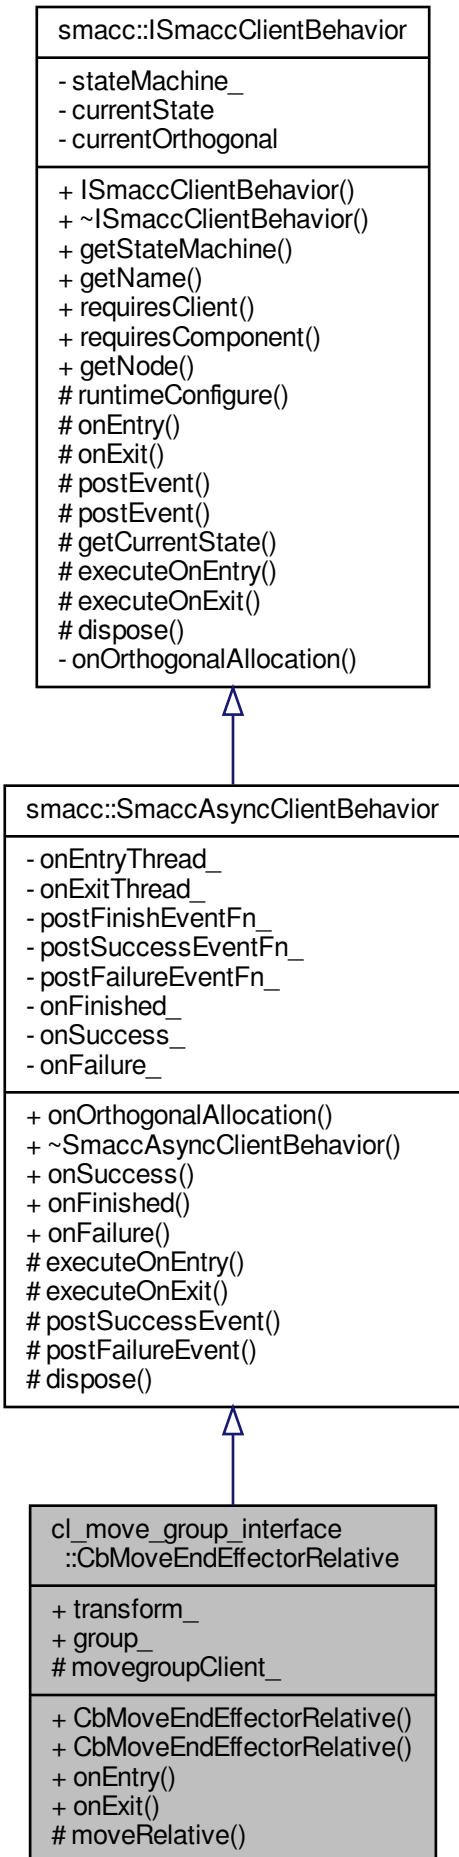 smacc::ISmaccClientBehavior
- stateMachine_
- currentState
- currentOrthogonal
+ ISmaccClientBehavior()
+ ~ISmaccClientBehavior()
+ getStateMachine()
+ getName()
+ requiresClient()
+ requiresComponent()
+ getNode()
# runtimeConfigure()
# onEntry()
# onExit()
# postEvent()
# postEvent()
# getCurrentState()
# executeOnEntry()
# executeOnExit()
# dispose()
- onOrthogonalAllocation()
smacc::SmaccAsyncClientBehavior
- onEntryThread_
- onExitThread_
- postFinishEventFn_
- postSuccessEventFn_
- postFailureEventFn_
- onFinished_
- onSuccess_
- onFailure_
+ onOrthogonalAllocation()
+ ~SmaccAsyncClientBehavior()
+ onSuccess()
+ onFinished()
+ onFailure()
# executeOnEntry()
# executeOnExit()
# postSuccessEvent()
# postFailureEvent()
# dispose()
cl_move_group_interface
::CbMoveEndEffectorRelative
+ transform_
+ group_
# movegroupClient_
+ CbMoveEndEffectorRelative()
+ CbMoveEndEffectorRelative()
+ onEntry()
+ onExit()
# moveRelative()